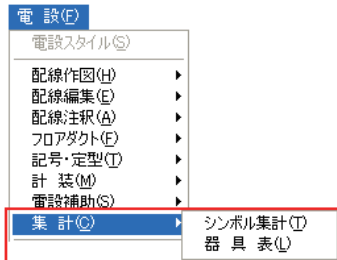 電 設(F)
電設スタイル(S)
配線作図(H)
配線編集(E)
配線注釈(A)
フロアダクト(F)
記号・定型(T)
計 装(M)
電設補助(S)
集 計(C)
シンボル集計(T)
器 具 表(L)